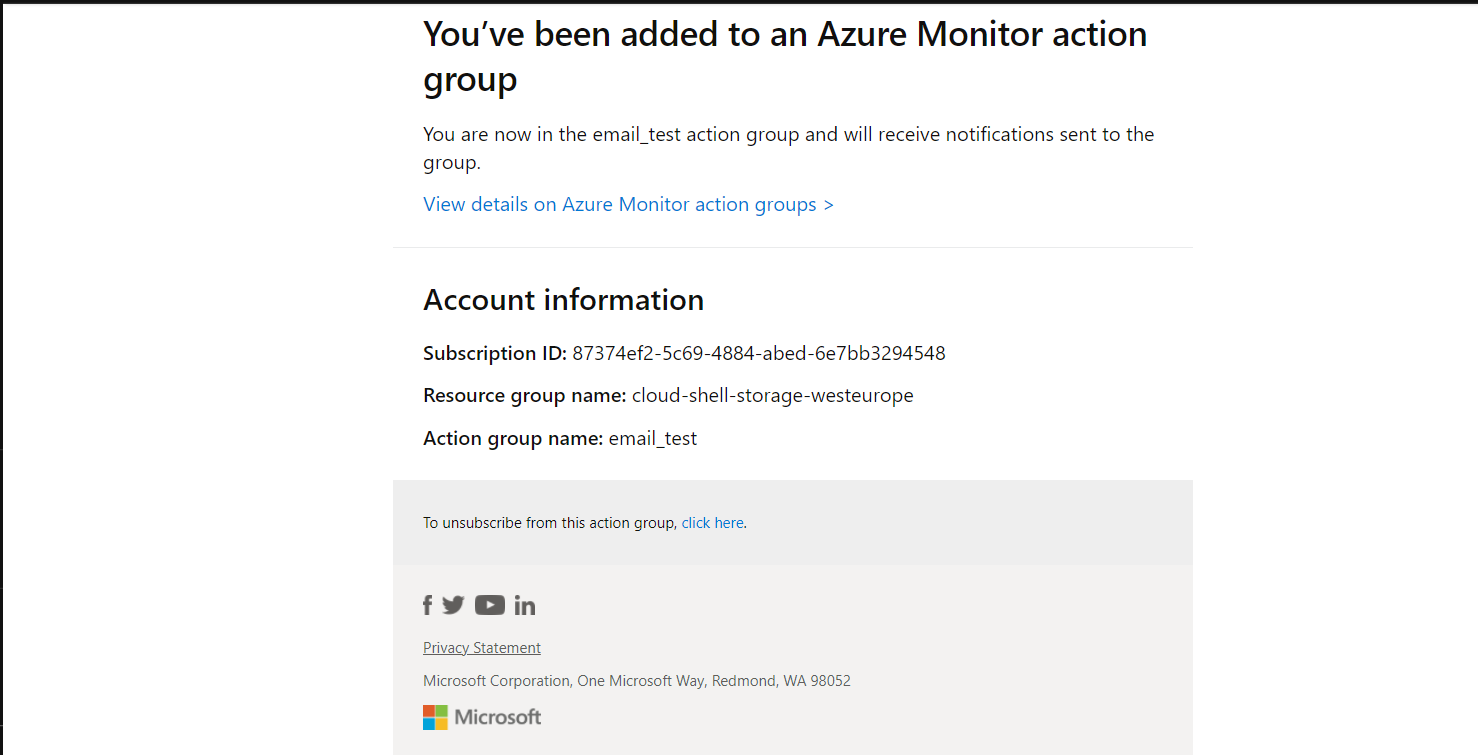 You’ve been added to an Azure Monitor action
group
You are now in the email_test action group and will receive notifications sent to the
group.
View details on Azure Monitor action groups >
Account information
Subscription ID: 87374ef2-5c69-4884-abed-6e7bb3294548
Resource group name: cloud-shell-storage-westeurope
Action group name: email_test
To unsubscribe from this action group, click here.
Privacy Statement
Microsoft Corporation, One Microsoft Way, Redmond, WA 98052
Microsoft